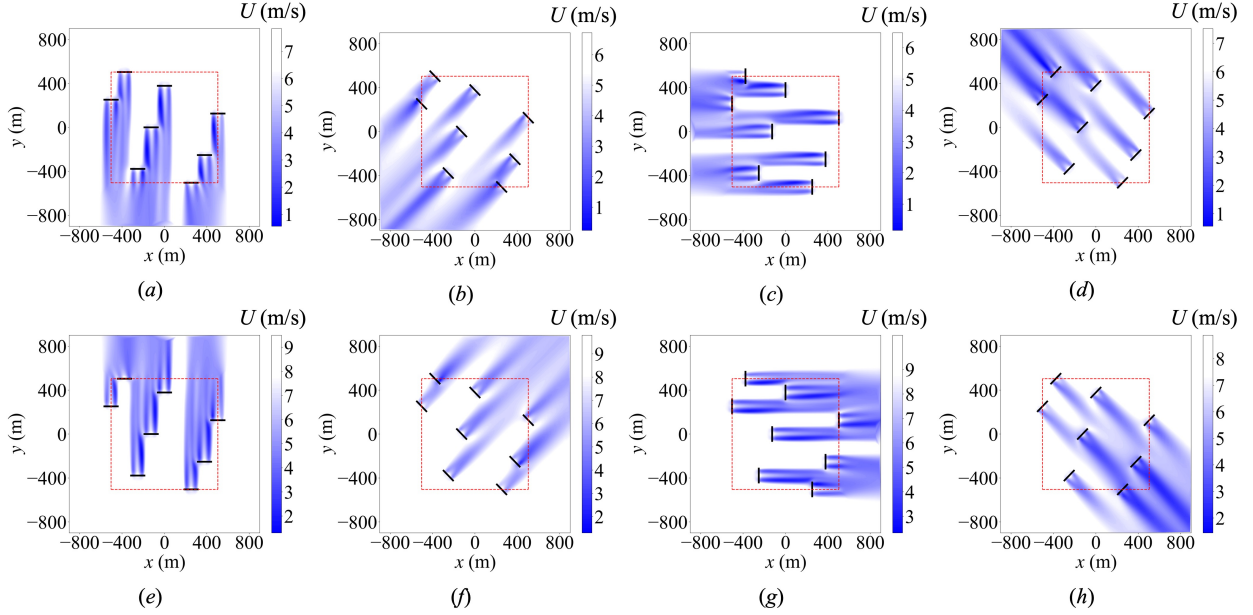 U (m/s) U (m/s) U (m/s) U (m/s)
800 400 0 −400 −800 y (m) 7 6 5 4 3 2 1
800 400 0 −400 −800 y (m) 6 5 4 3 2 1
800 400 0 −400 −800 y (m) 6 5 4 3 2 1
800 400 0 −400 −800 y (m) 7 6 5 4 3 2 1
−800 −400 0 400 800 −800 −400 0 400 800 −800 −400 0 400 800 −800 −400 0 400 800
x (m) x (m) x (m) x (m)
(a) (b) (c) (d)
U (m/s) U (m/s) U (m/s) U (m/s)
800 400 0 −400 −800 y (m) 9 8 7 6 5 4 3 2
800 400 0 −400 −800 y (m) 9 8 7 6 5 4 3 2
800 400 0 −400 −800 y (m) 9 8 7 6 5 4 3
800 400 0 −400 −800 y (m) 8 7 6 5 4 3 2
−800 −400 0 400 800 −800 −400 0 400 800 −800 −400 0 400 800 −800 −400 0 400 800
x (m) x (m) x (m) x (m)
(e) (f) (g) (h)